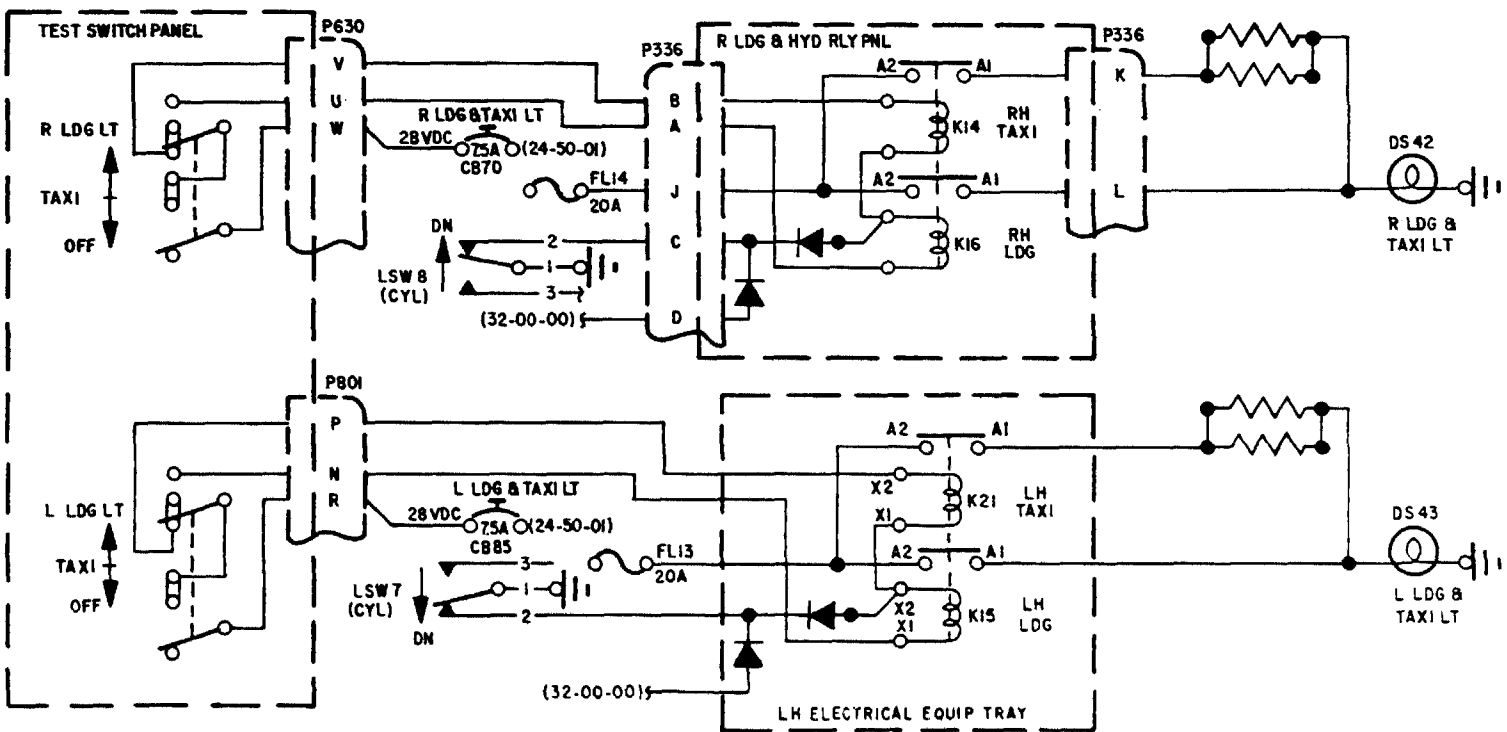 TEST SWITCH PANEL
P630
V
U
W
R LDG LT
TAXI
OFF
R LDG & TAXI LT
28 VDC
7.5A
(24-50-01)
CB70
FL14
20A
DN
2
1
3
LSW 8
(CYL)
(32-00-00)
P336
B
A
J
C
D
R LDG & HYD RLY PNL
A2
A1
K14
RH
TAXI
A2
A1
K16
RH
LDG
P336
K
L
DS 42
R LDG &
TAXI LT
P801
P
N
R
L LDG LT
TAXI
OFF
L LDG & TAXI LT
28 VDC
7.5A
(24-50-01)
CB85
FL13
20A
3
1
2
LSW 7
(CYL)
DN
(32-00-00)
A2
A1
X2
K21
X1
LH
TAXI
A2
A1
X2
X1
K15
LH
LDG
LH ELECTRICAL EQUIP TRAY
DS 43
L LDG &
TAXI LT